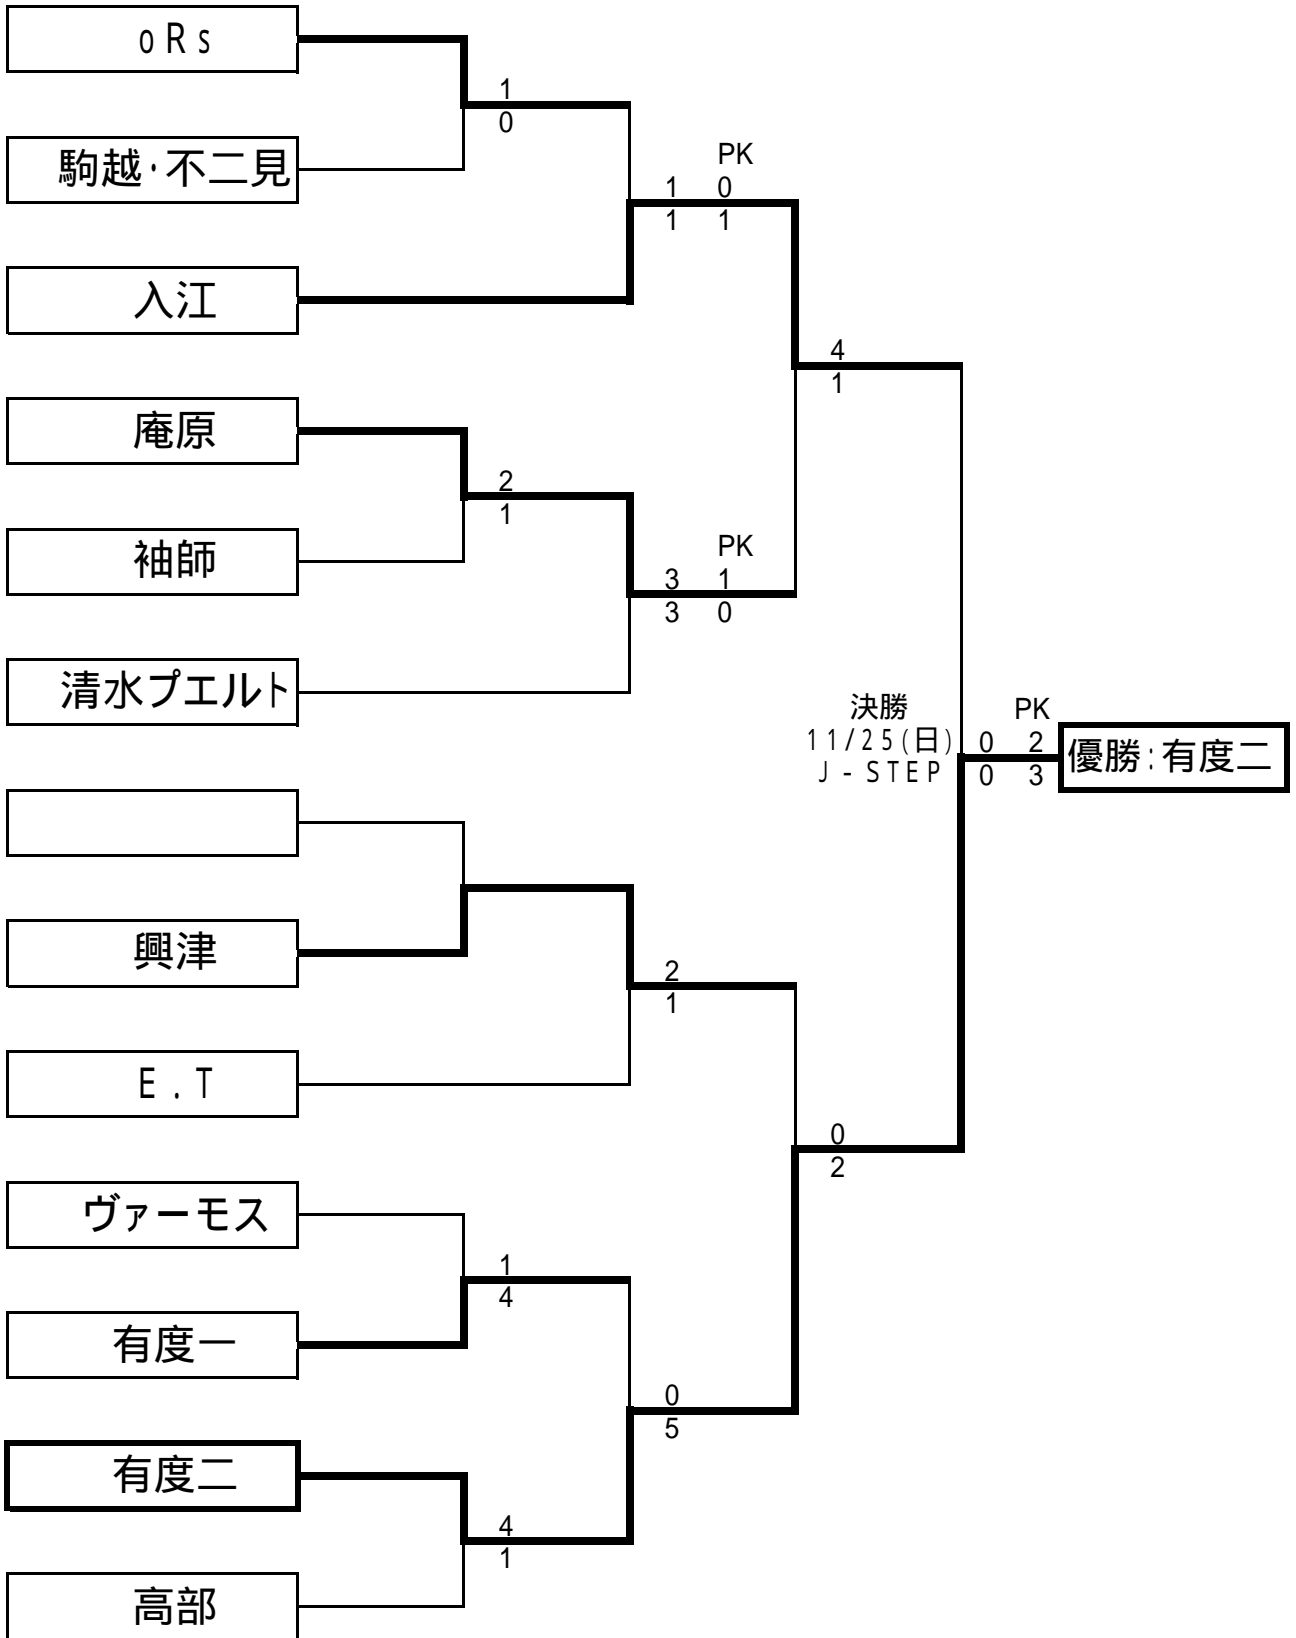 oRs
1
0
駒越・不二見
PK
1 0
1 1
入江
4
1
庵原
2
1
袖師
PK
3 1
3 0
清水プエルト
決勝
11/25(日)
J-STEP
PK
0 2
0 3
優勝:有度二
興津
2
1
E.T
0
2
ヴァーモス
1
4
有度一
0
5
有度二
4
1
高部